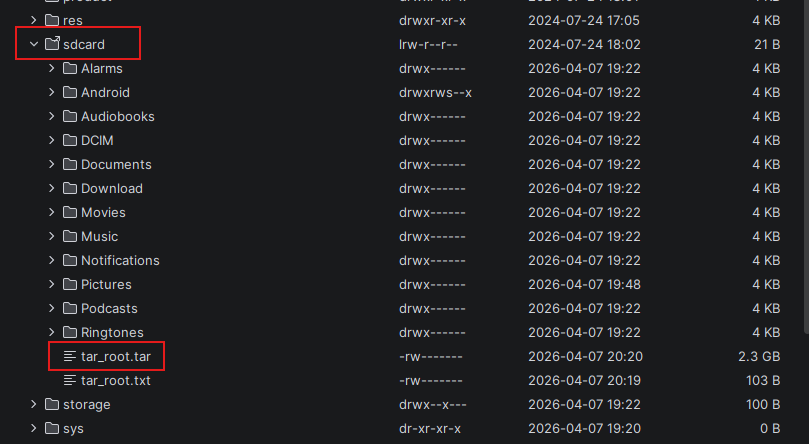 res drwxr-xr-x 2024-07-24 17:05 4 KB
sdcard lrw-r--r-- 2024-07-24 18:02 21 B
Alarms drwx------ 2026-04-07 19:22 4 KB
Android drwxrws--x 2026-04-07 19:22 4 KB
Audiobooks drwx------ 2026-04-07 19:22 4 KB
DCIM drwx------ 2026-04-07 19:22 4 KB
Documents drwx------ 2026-04-07 19:22 4 KB
Download drwx------ 2026-04-07 19:22 4 KB
Movies drwx------ 2026-04-07 19:22 4 KB
Music drwx------ 2026-04-07 19:22 4 KB
Notifications drwx------ 2026-04-07 19:22 4 KB
Pictures drwx------ 2026-04-07 19:48 4 KB
Podcasts drwx------ 2026-04-07 19:22 4 KB
Ringtones drwx------ 2026-04-07 19:22 4 KB
tar_root.tar -rw------- 2026-04-07 20:20 2.3 GB
tar_root.txt -rw------- 2026-04-07 20:19 103 B
storage drwx--x--- 2026-04-07 19:22 100 B
sys dr-xr-xr-x 2026-04-07 19:20 0 B